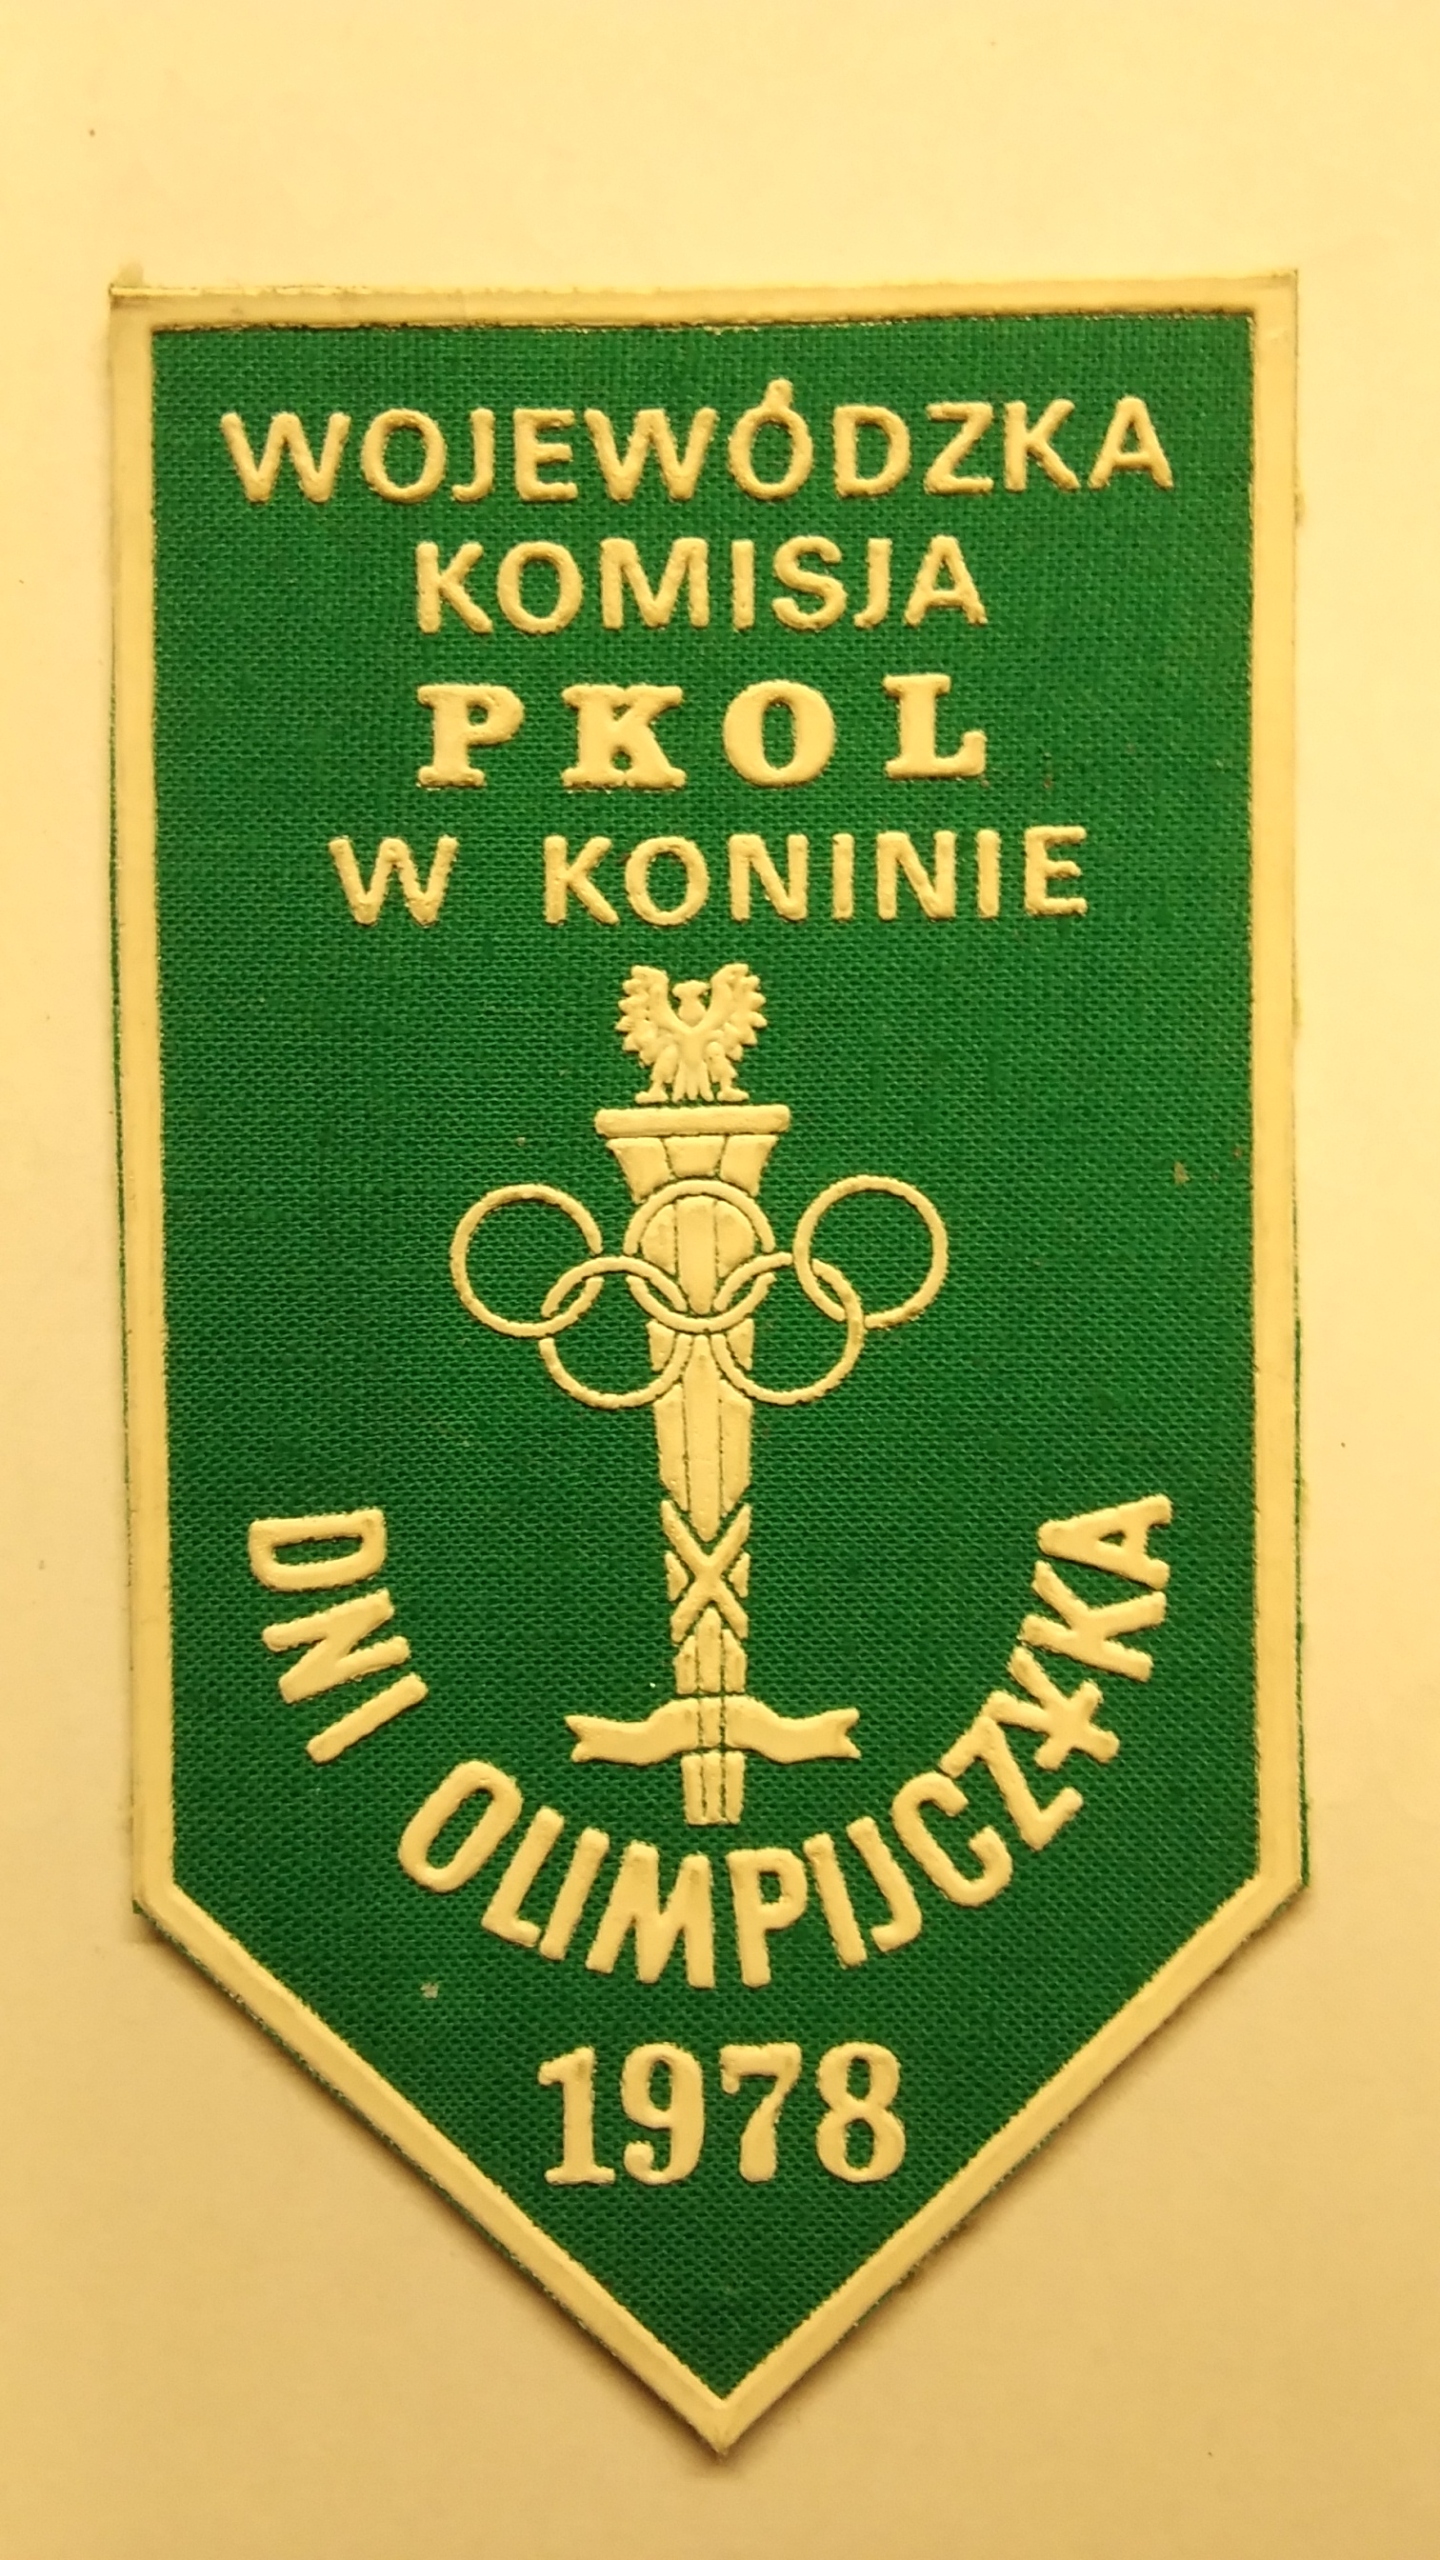 WOJEWÓDZKA
KOMISJA
PKOL
W KONINIE
DNI OLIMPIJCZYKA
1978